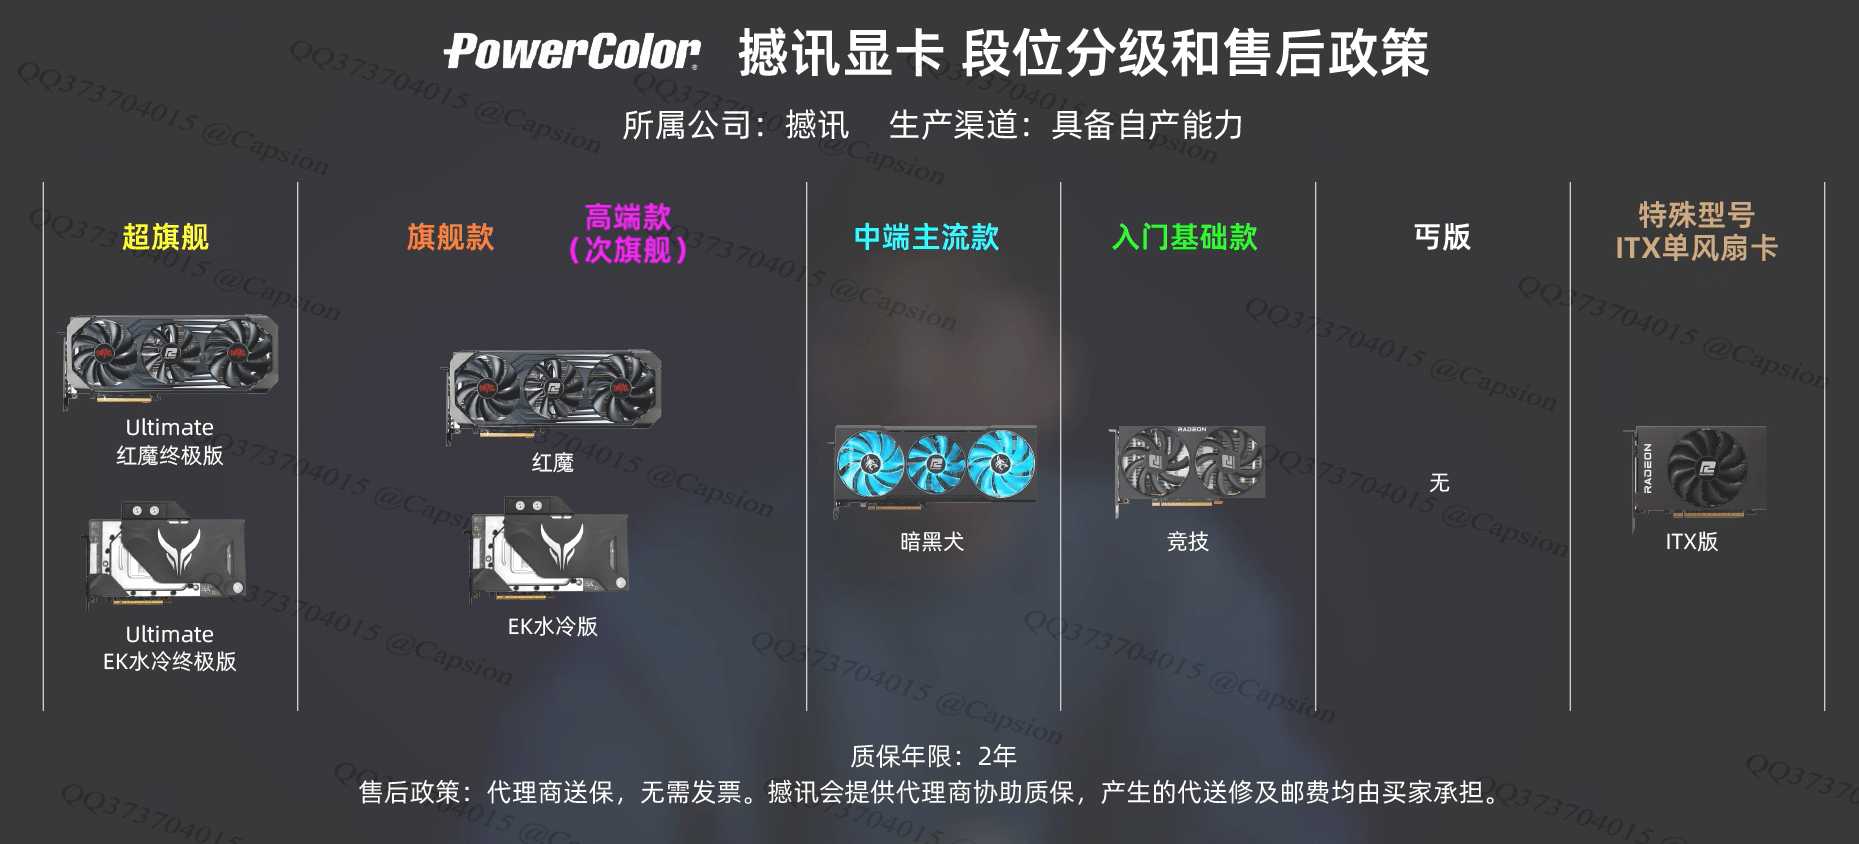 PowerColor 撼讯显卡 段位分级和售后政策
所属公司：撼讯 生产渠道：具备自产能力
超旗舰
旗舰款
高端款
（次旗舰）
中端主流款
入门基础款
丐版
特殊型号
ITX单风扇卡
Ultimate
红魔终极版
Ultimate
EK水冷终极版
红魔
EK水冷版
暗黑犬
RADEON
竞技
无
RADEON
ITX版
质保年限：2年
售后政策：代理商送保，无需发票。撼讯会提供代理商协助质保，产生的代送修及邮费均由买家承担。
QQ373704015 @Capsion